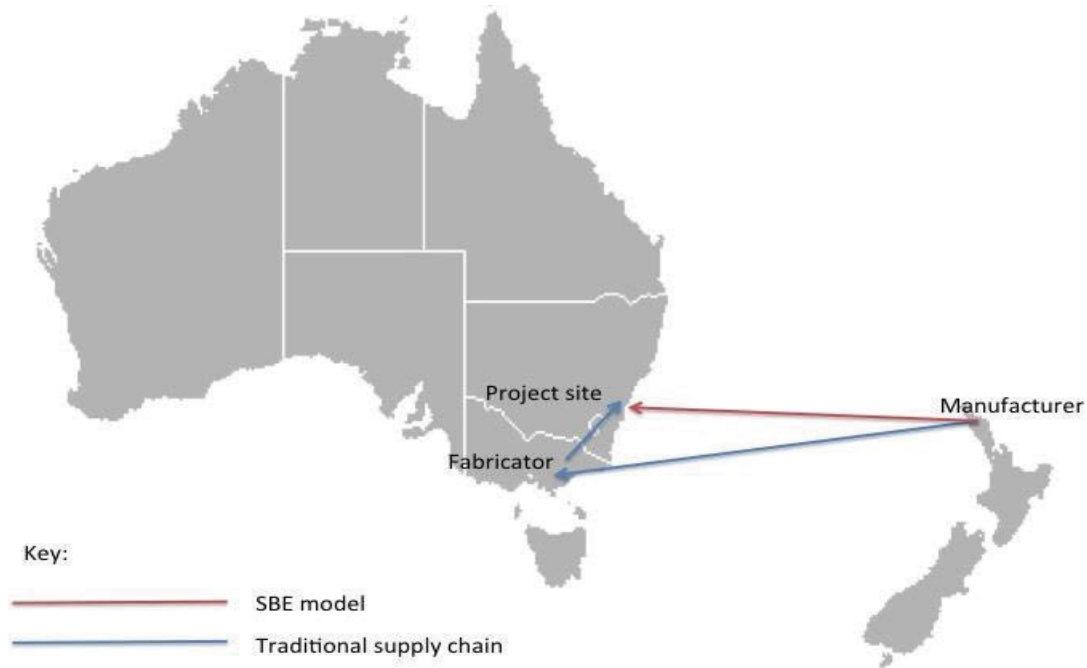 Project site
Manufacturer
Fabricator
Key:
SBE model
Traditional supply chain